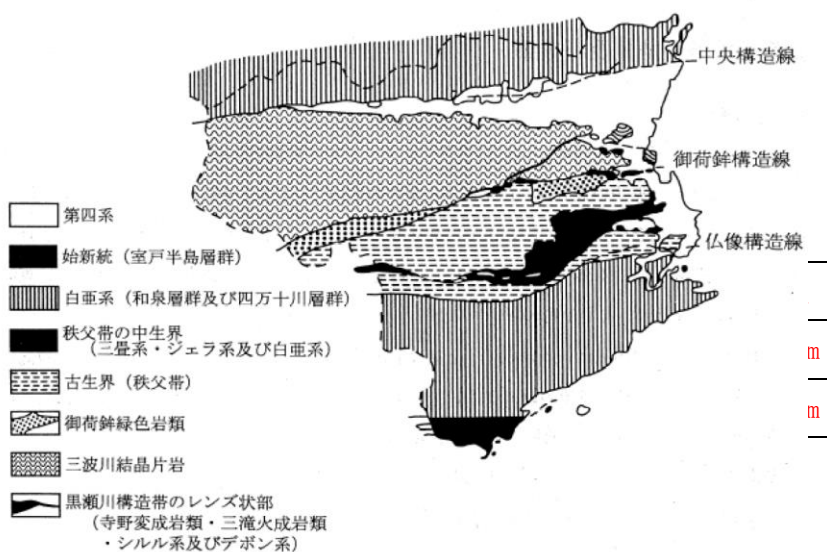 中央構造線
御荷鉾構造線
仏像構造線
第四系
始新統（室戸半島層群）
白亜系（和泉層群及び四万十川層群）
秩父帯の中生界
（三畳系・ジェラ系及び白亜系）
古生界（秩父帯）
御荷鉾緑色岩類
三波川結晶片岩
黒瀬川構造帯のレンズ状部
（寺野変成岩類・三滝火成岩類
・シルル系及びデボン系）
m
m